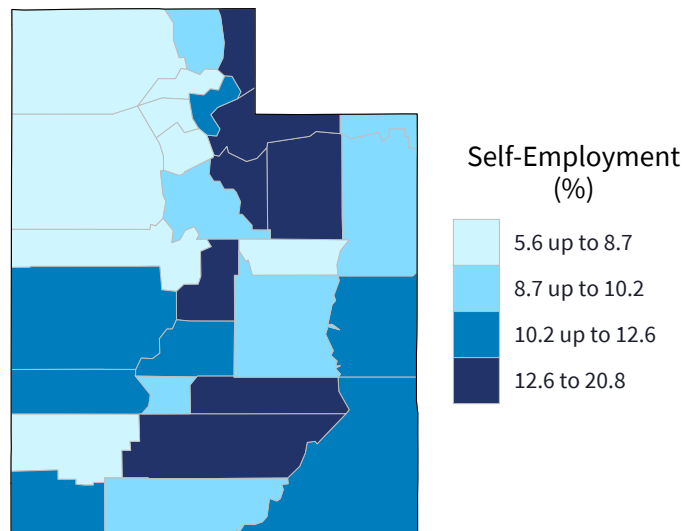 Self-Employment
(%)
5.6 up to 8.7
8.7 up to 10.2
10.2 up to 12.6
12.6 to 20.8